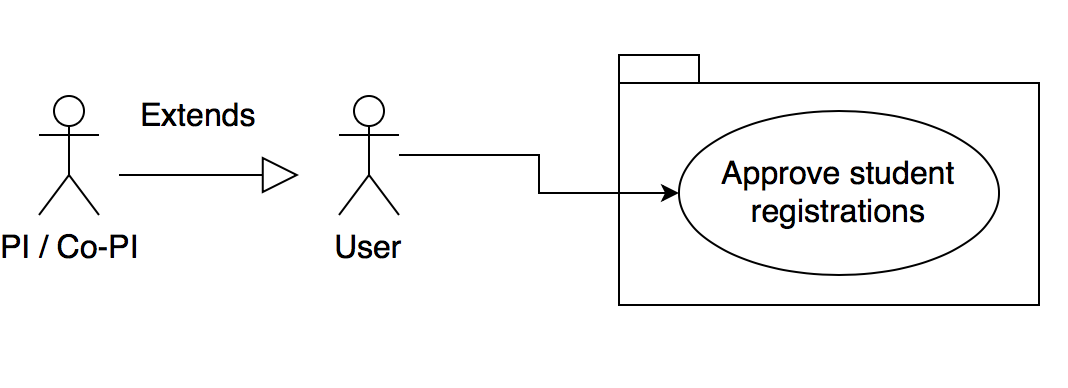 Extends
PI / Co-PI
User
Approve student
registrations